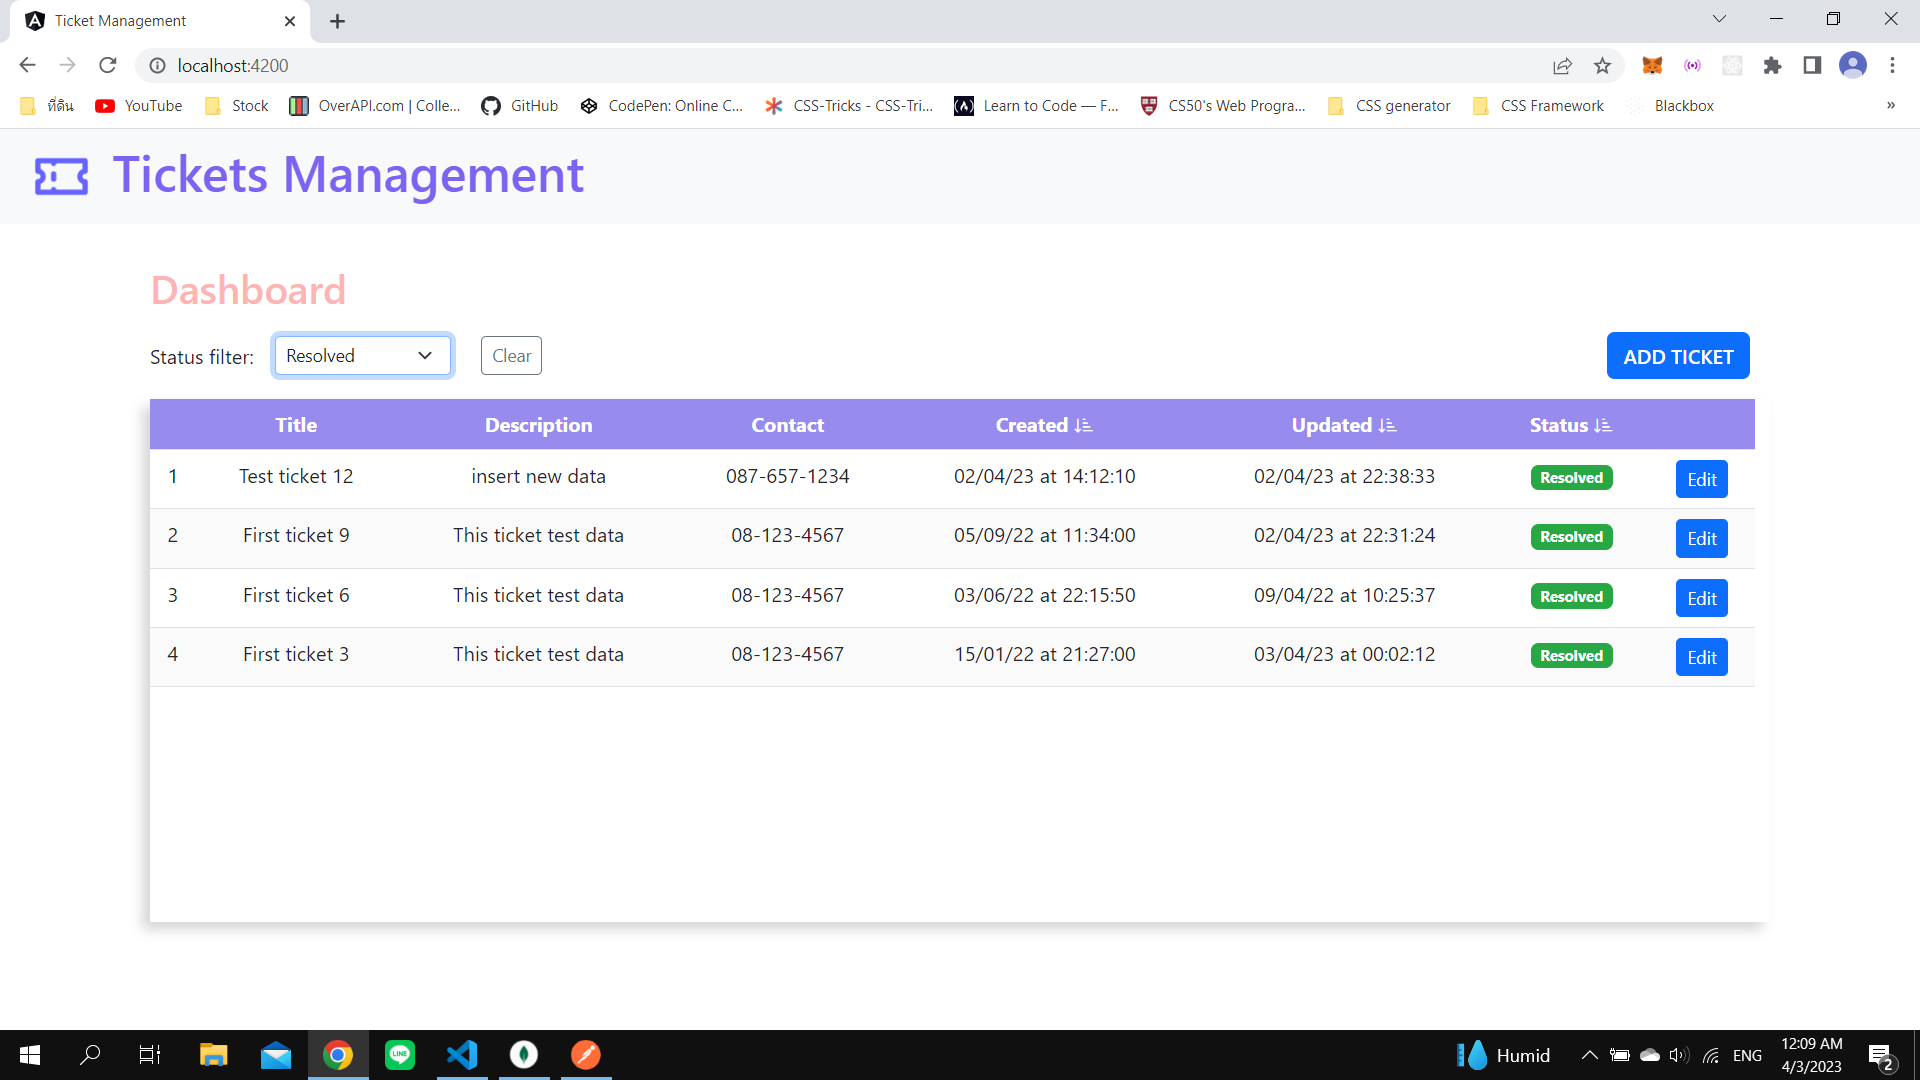 Ticket Management
localhost:4200
ที่ดิน YouTube Stock OverAPI.com | Colle... GitHub CodePen: Online C... CSS-Tricks - CSS-Tri... Learn to Code — F... CS50's Web Progra... CSS generator CSS Framework Blackbox »
Tickets Management
Dashboard
Status filter: Resolved Clear ADD TICKET
Title Description Contact Created Updated Status
1 Test ticket 12 insert new data 087-657-1234 02/04/23 at 14:12:10 02/04/23 at 22:38:33 Resolved Edit
2 First ticket 9 This ticket test data 08-123-4567 05/09/22 at 11:34:00 02/04/23 at 22:31:24 Resolved Edit
3 First ticket 6 This ticket test data 08-123-4567 03/06/22 at 22:15:50 09/04/22 at 10:25:37 Resolved Edit
4 First ticket 3 This ticket test data 08-123-4567 15/01/22 at 21:27:00 03/04/23 at 00:02:12 Resolved Edit
LINE
Humid ENG 12:09 AM
4/3/2023 2